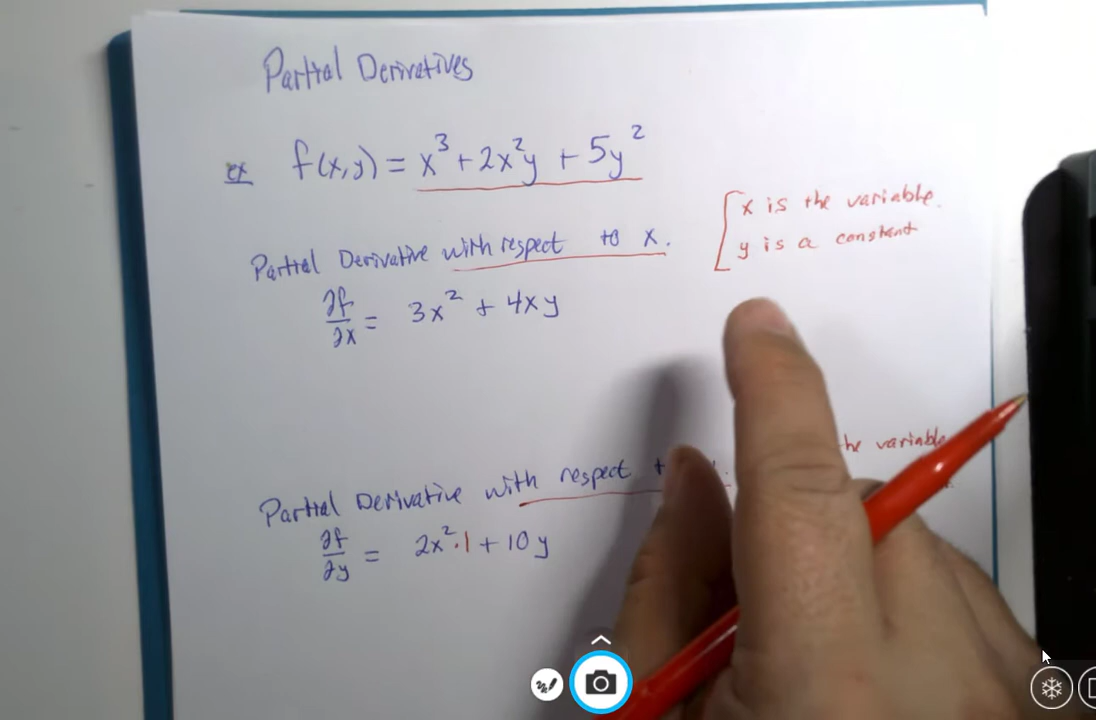 Partial Derivatives
ex f(x,y) = x³ + 2x²y + 5y²
Partial Derivative with respect to x.
x is the variable.
y is a constant
∂f/∂x = 3x² + 4xy
Partial Derivative with respect
variable
∂f/∂y = 2x²·1 + 10y